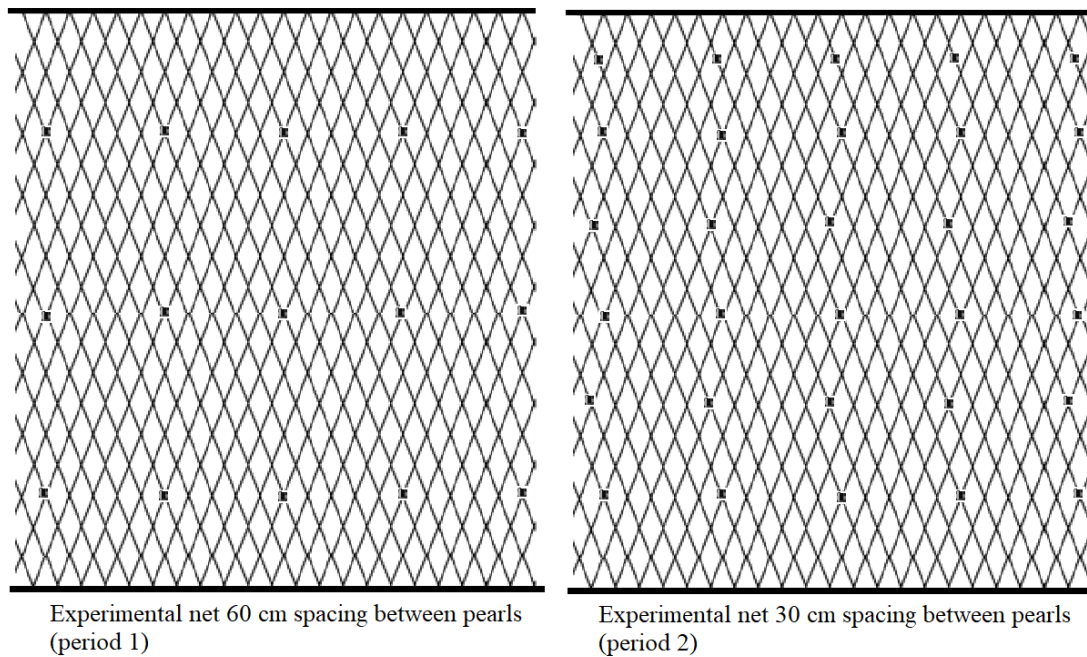 Experimental net 60 cm spacing between pearls
(period 1)
Experimental net 30 cm spacing between pearls
(period 2)